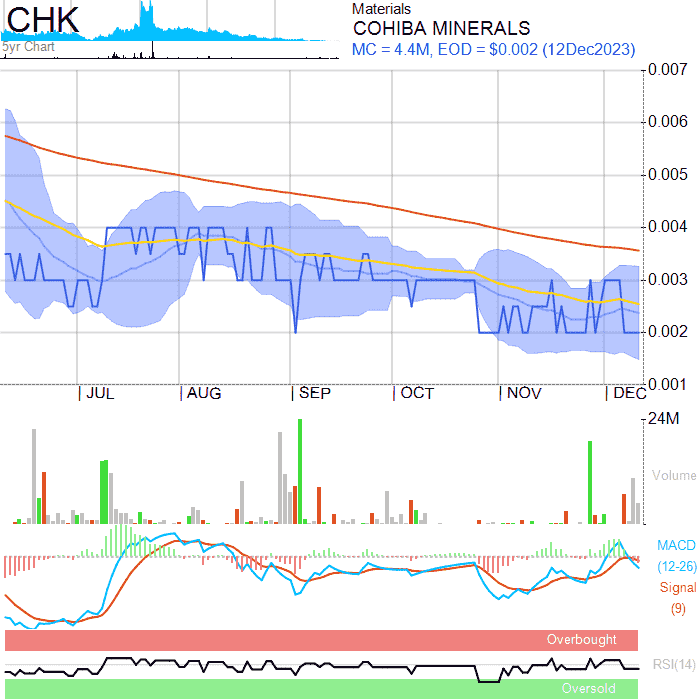 CHK
5yr Chart
Materials
COHIBA MINERALS
MC = 4.4M, EOD = $0.002 (12Dec2023)
0.007
0.006
0.005
0.004
0.003
0.002
0.001
| JUL | AUG | SEP | OCT | NOV | DEC
24M
Volume
MACD
(12-26)
Signal
(9)
Overbought
RSI(14)
Oversold